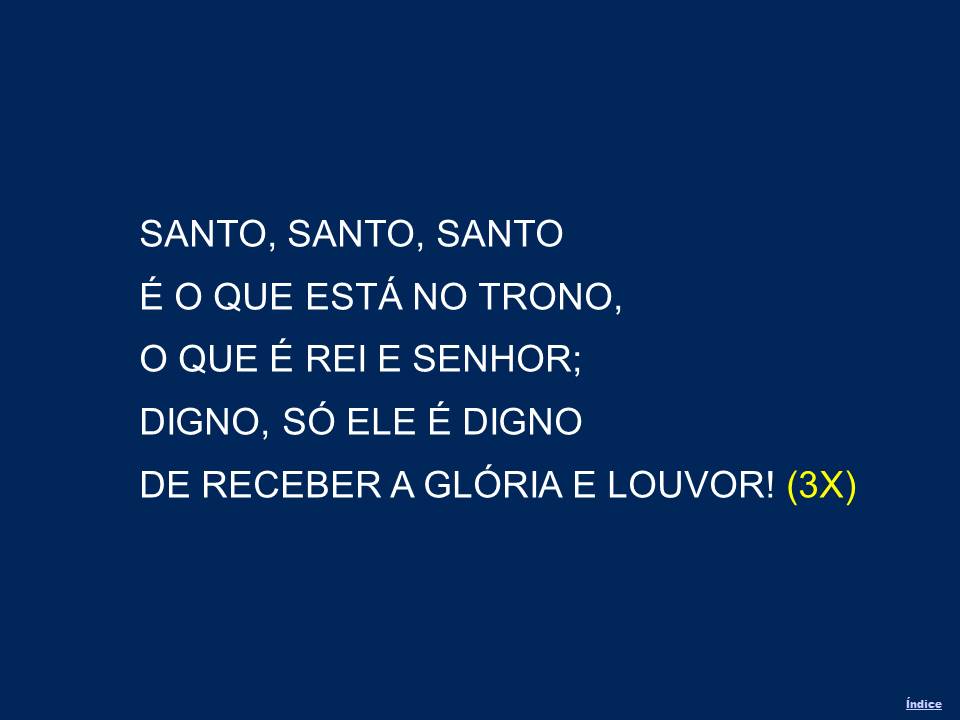 SANTO, SANTO, SANTO
É O QUE ESTÁ NO TRONO,
O QUE É REI E SENHOR;
DIGNO, SÓ ELE É DIGNO
DE RECEBER A GLÓRIA E LOUVOR! (3X)
Índice